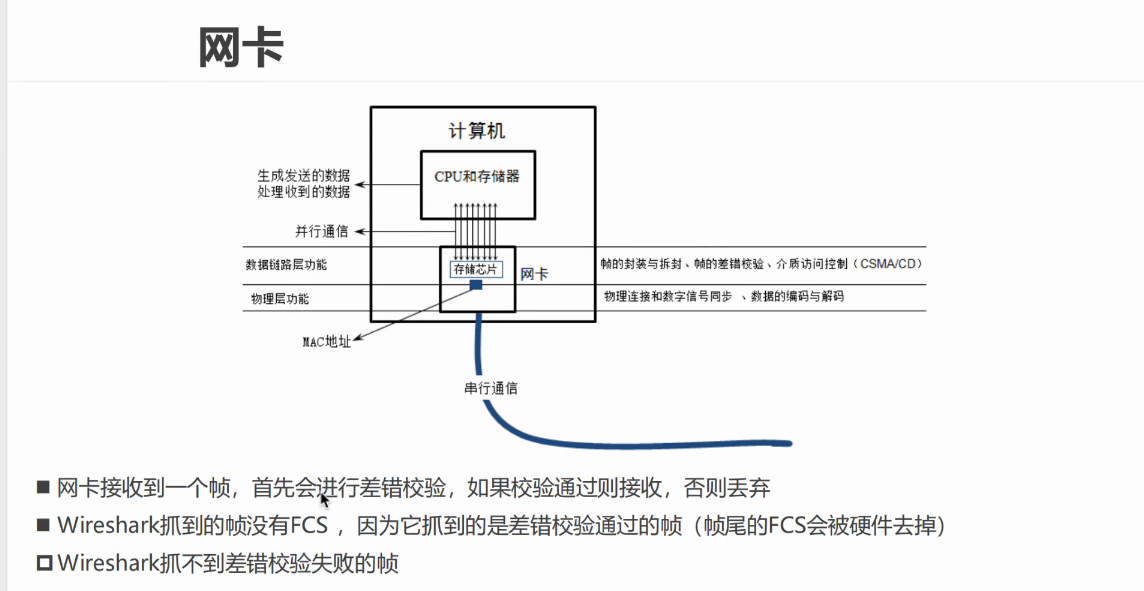 网卡
计算机
CPU和存储器
生成发送的数据
处理收到的数据
并行通信
数据链路层功能
存储芯片
网卡
帧的封装与拆封、帧的差错校验、介质访问控制（CSMA/CD）
物理层功能
物理连接和数字信号同步 、数据的编码与解码
MAC地址
串行通信
网卡接收到一个帧，首先会进行差错校验，如果校验通过则接收，否则丢弃
Wireshark抓到的帧没有FCS ，因为它抓到的是差错校验通过的帧（帧尾的FCS会被硬件去掉）
Wireshark抓不到差错校验失败的帧